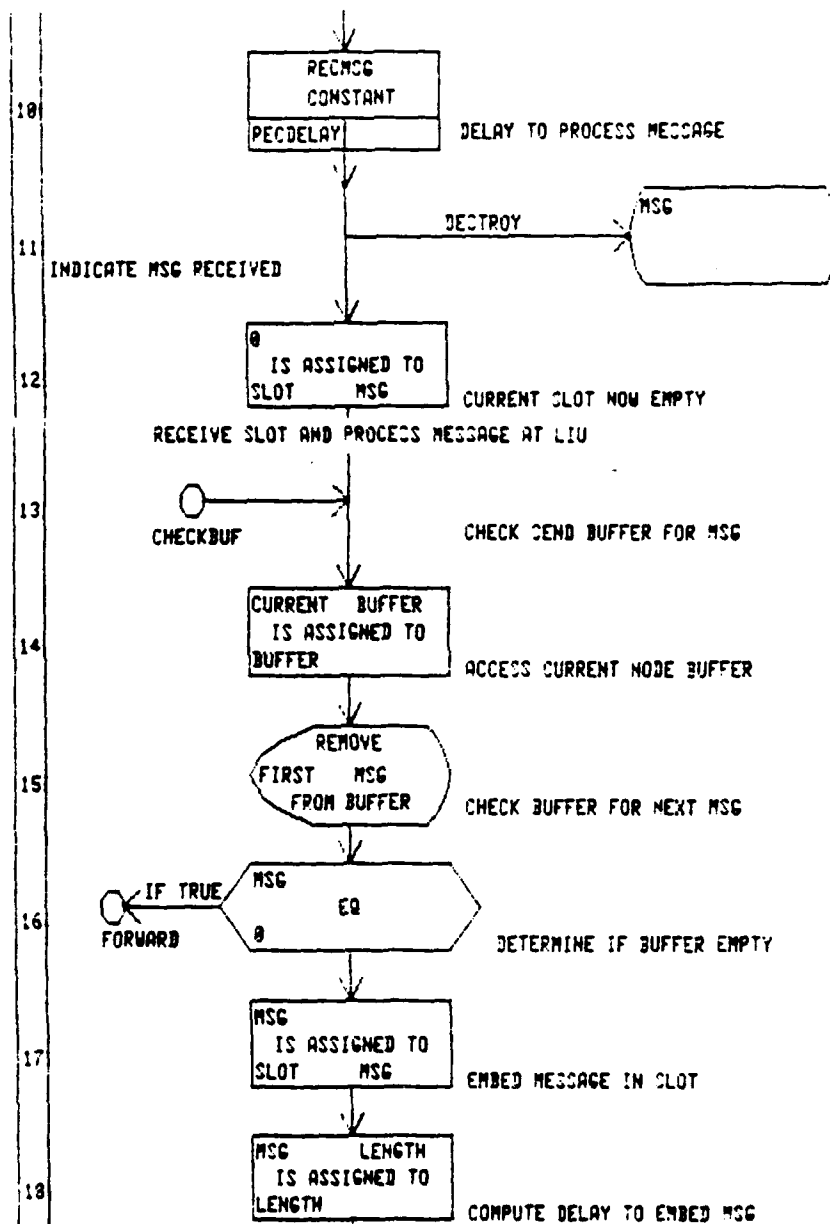 RECMSG
CONSTANT
10
RECDELAY DELAY TO PROCESS MESSAGE
MSG
DESTROY
11
INDICATE MSG RECEIVED
0
IS ASSIGNED TO
12
SLOT MSG CURRENT SLOT NOW EMPTY
RECEIVE SLOT AND PROCESS MESSAGE AT LIU
13
CHECKBUF CHECK SEND BUFFER FOR MSG
CURRENT BUFFER
IS ASSIGNED TO
14
BUFFER ACCESS CURRENT NODE BUFFER
REMOVE
FIRST MSG
15
FROM BUFFER CHECK BUFFER FOR NEXT MSG
MSG
IF TRUE
EQ
16
FORWARD 0 DETERMINE IF BUFFER EMPTY
MSG
IS ASSIGNED TO
17
SLOT MSG EMBED MESSAGE IN SLOT
MSG LENGTH
IS ASSIGNED TO
18
LENGTH COMPUTE DELAY TO EMBED MSG